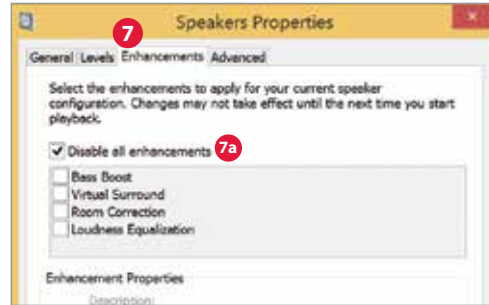 Speakers Properties
7
General Levels Enhancements Advanced
Select the enhancements to apply for your current speaker
configuration. Changes may not take effect until the next time you start
playback.
Disable all enhancements 7a
Bass Boost
Virtual Surround
Room Correction
Loudness Equalization
Enhancement Properties
Description: